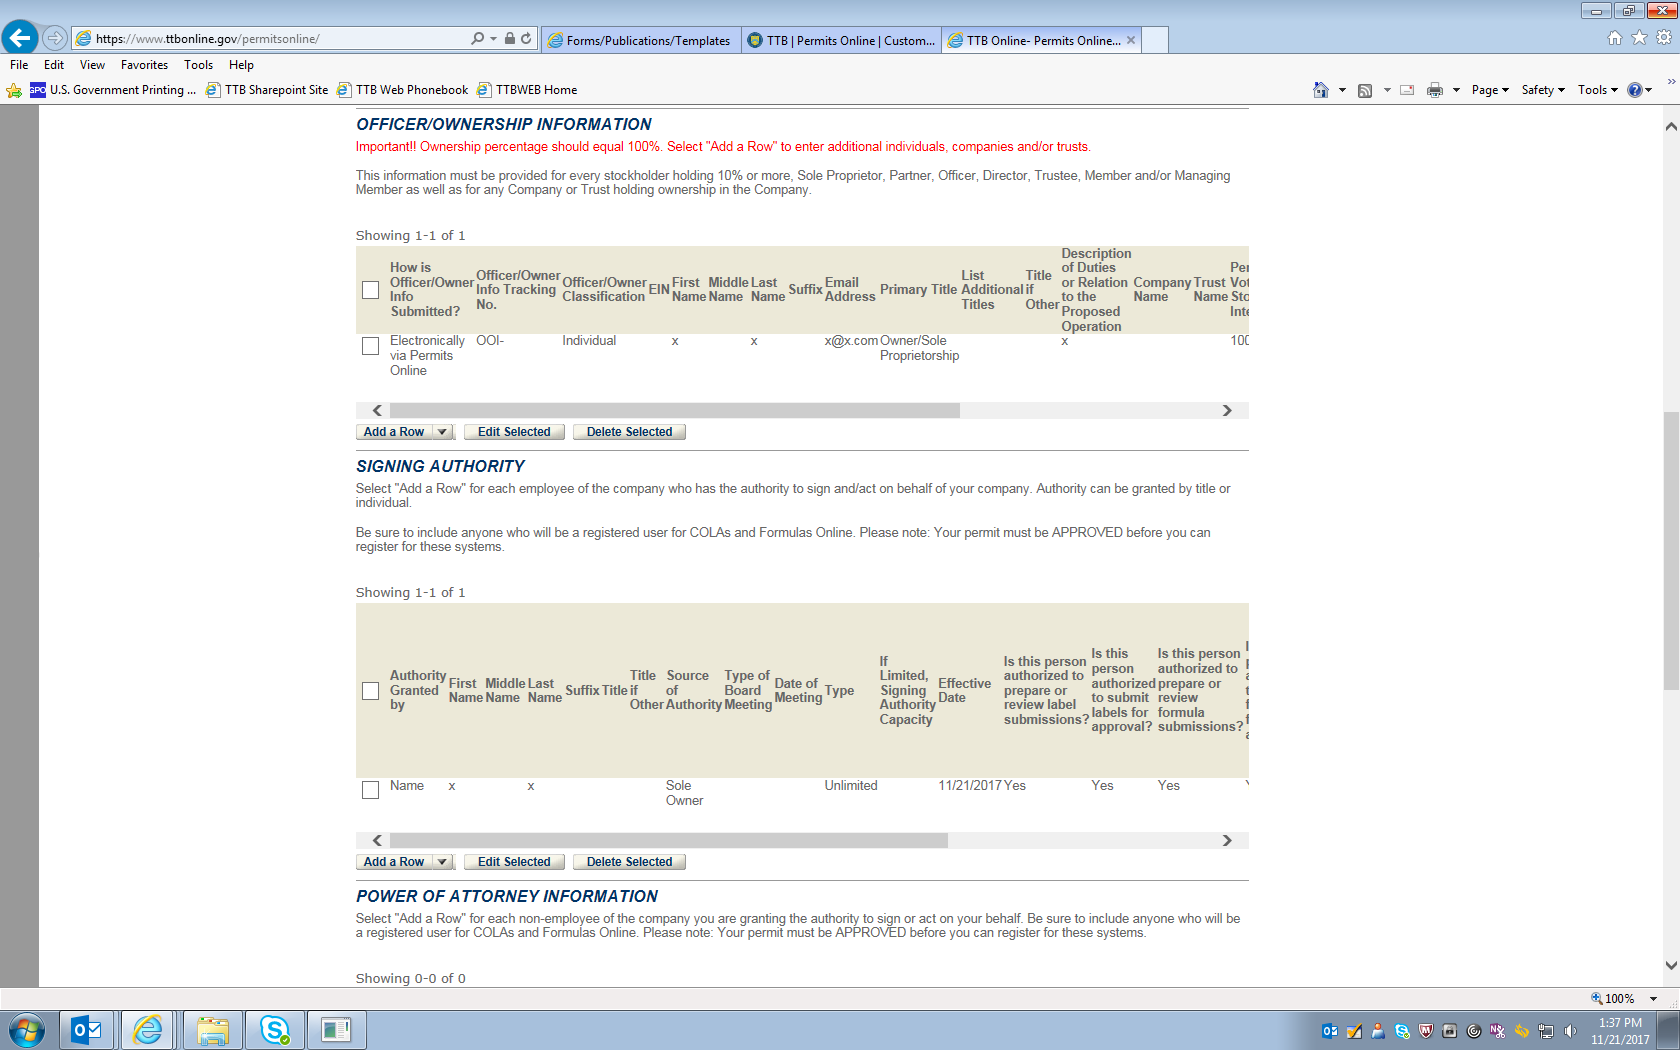 https://www.ttbonline.gov/permitsonline/
Forms/Publications/Templates
TTB | Permits Online | Custom...
TTB Online- Permits Online...
File Edit View Favorites Tools Help
GPO U.S. Government Printing ... TTB Sharepoint Site TTB Web Phonebook TTBWEB Home
Page Safety Tools
OFFICER/OWNERSHIP INFORMATION
Important!! Ownership percentage should equal 100%. Select "Add a Row" to enter additional individuals, companies and/or trusts.
This information must be provided for every stockholder holding 10% or more, Sole Proprietor, Partner, Officer, Director, Trustee, Member and/or Managing
Member as well as for any Company or Trust holding ownership in the Company.
Showing 1-1 of 1
How is
Officer/Owner
Info
Submitted?
Officer/Owner
Info Tracking
No.
Officer/Owner
Classification
EIN
First
Name
Middle
Name
Last
Name
Suffix
Email
Address
Primary Title
List
Additional
Titles
Title
if
Other
Description
of Duties
or Relation
to the
Proposed
Operation
Company
Name
Trust
Name
Per
Vot
Sto
Inte
Electronically
via Permits
Online
OOI-
Individual
x
x
x@x.com
Owner/Sole
Proprietorship
x
100
Add a Row
Edit Selected
Delete Selected
SIGNING AUTHORITY
Select "Add a Row" for each employee of the company who has the authority to sign and/act on behalf of your company. Authority can be granted by title or
individual.
Be sure to include anyone who will be a registered user for COLAs and Formulas Online. Please note: Your permit must be APPROVED before you can
register for these systems.
Showing 1-1 of 1
Authority
Granted
by
First
Name
Middle
Name
Last
Name
Suffix
Title
Title
if
Other
Source
of
Authority
Type of
Board
Meeting
Date of
Meeting
Type
If
Limited,
Signing
Authority
Capacity
Effective
Date
Is this person
authorized to
prepare or
review label
submissions?
Is this
person
authorized
to submit
labels for
approval?
Is this person
authorized to
prepare or
review
formula
submissions?
Name
x
x
Sole
Owner
Unlimited
11/21/2017
Yes
Yes
Yes
Add a Row
Edit Selected
Delete Selected
POWER OF ATTORNEY INFORMATION
Select "Add a Row" for each non-employee of the company you are granting the authority to sign or act on your behalf. Be sure to include anyone who will be
a registered user for COLAs and Formulas Online. Please note: Your permit must be APPROVED before you can register for these systems.
Showing 0-0 of 0
100%
1:37 PM
11/21/2017